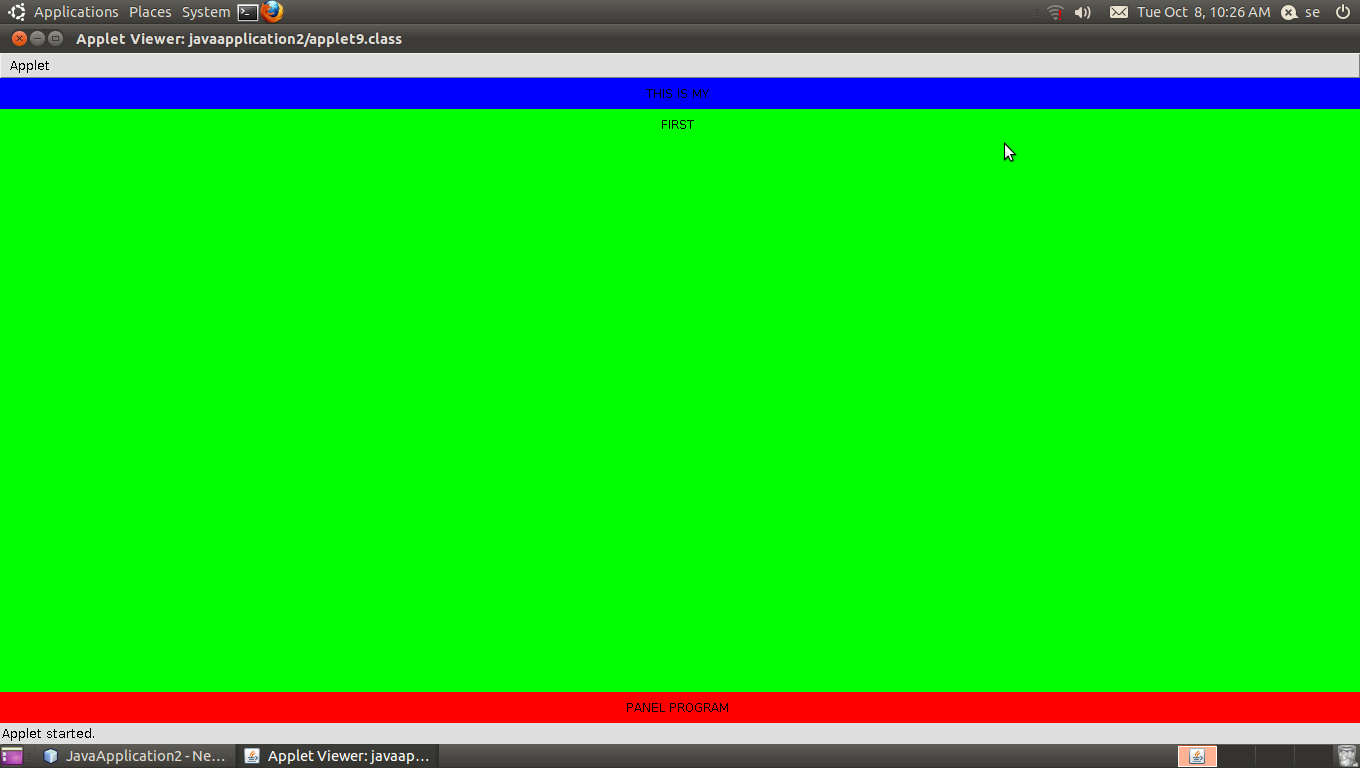 Applications Places System
Tue Oct 8, 10:26 AM se
Applet Viewer: javaapplication2/applet9.class
Applet
THIS IS MY
FIRST
PANEL PROGRAM
Applet started.
JavaApplication2 - Ne... Applet Viewer: javaap...